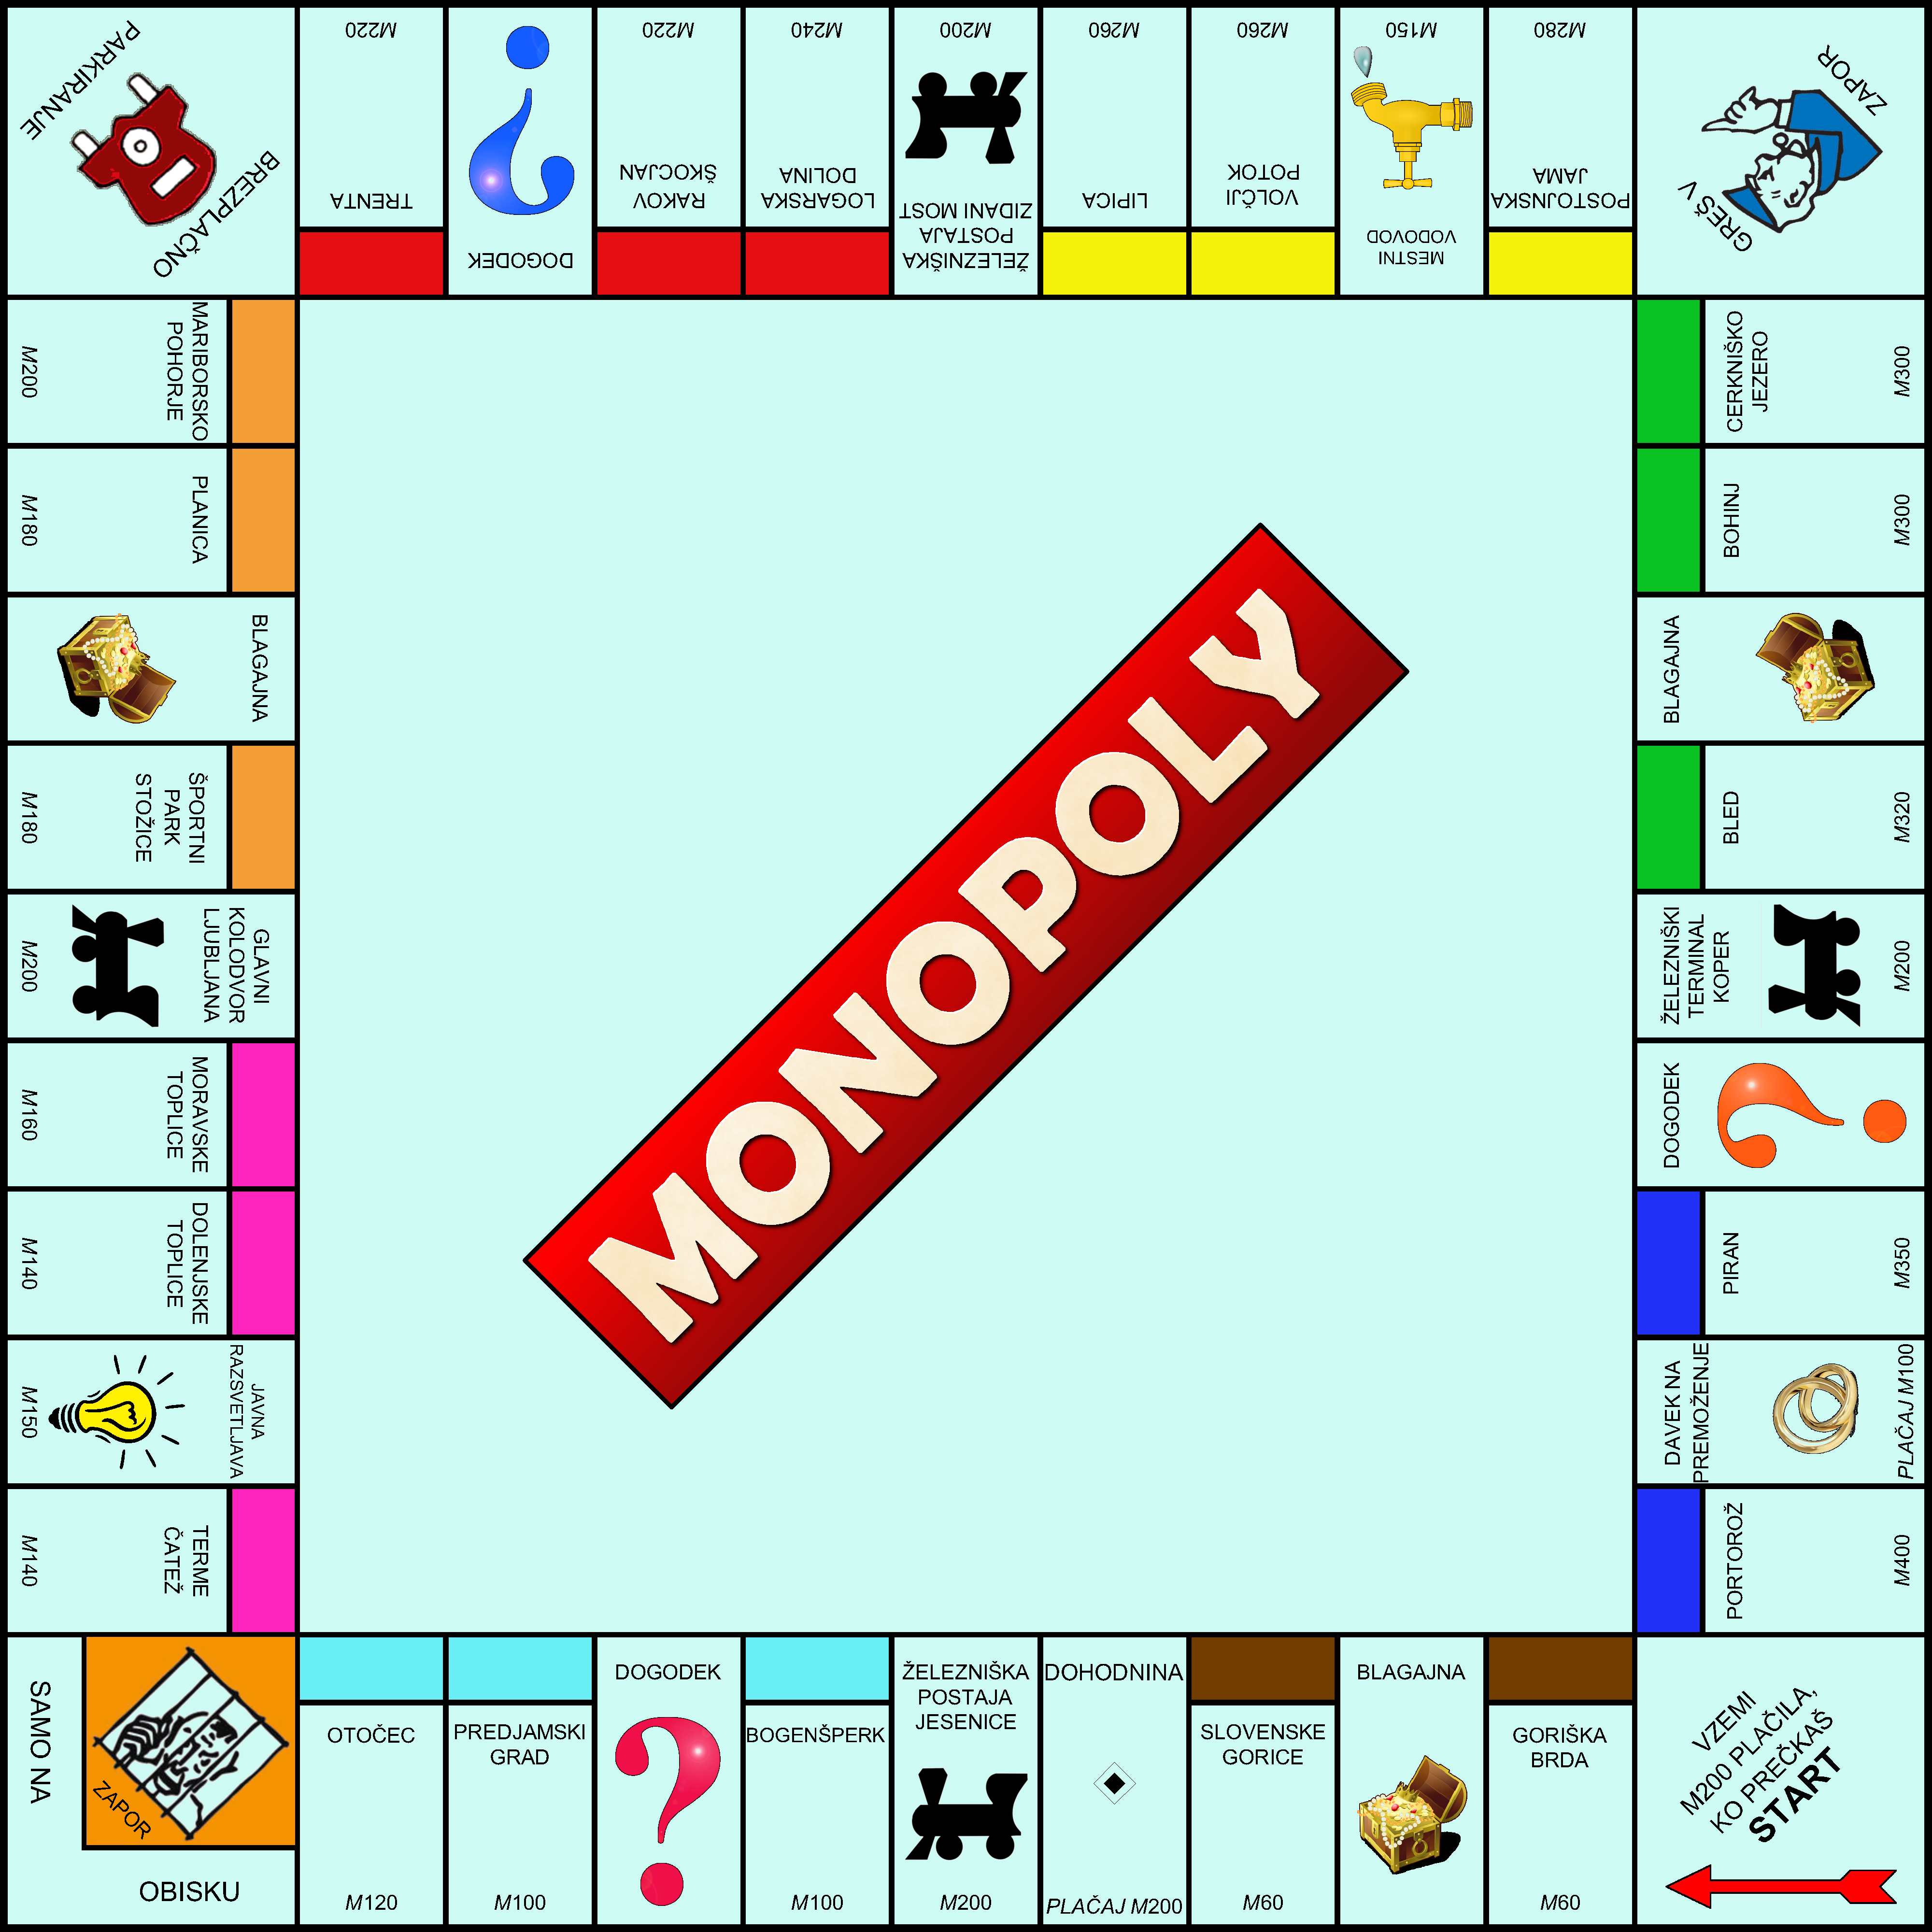 PARKIRANJE
BREZPLAČNO
M220
TRENTA
DOGODEK
M220
RAKOV
ŠKOCJAN
M240
LOGARSKA
DOLINA
M200
ŽELEZNIŠKA
POSTAJA
ZIDANI MOST
M260
LIPICA
M260
VOLČJI
POTOK
M150
MESTNI
VODOVOD
M280
POSTOJNSKA
JAMA
GREŠ V
ZAPOR
CERKNIŠKO
JEZERO
M300
BOHINJ
M300
BLAGAJNA
BLED
M320
ŽELEZNIŠKI
TERMINAL
KOPER
M200
DOGODEK
PIRAN
M350
DAVEK NA
PREMOŽENJE
PLAČAJ M100
PORTOROŽ
M400
VZEMI
M200 PLAČILA,
KO PREČKAŠ
START
GORIŠKA
BRDA
M60
BLAGAJNA
SLOVENSKE
GORICE
M60
DOHODNINA
PLAČAJ M200
ŽELEZNIŠKA
POSTAJA
JESENICE
M200
BOGENŠPERK
M100
DOGODEK
PREDJAMSKI
GRAD
M100
OTOČEC
M120
SAMO NA
ZAPOR
OBISKU
TERME
ČATEŽ
M140
JAVNA
RAZSVETLJAVA
M150
DOLENJSKE
TOPLICE
M140
MORAVSKE
TOPLICE
M160
GLAVNI
KOLODVOR
LJUBLJANA
M200
ŠPORTNI
PARK
STOŽICE
M180
BLAGAJNA
PLANICA
M180
MARIBORSKO
POHORJE
M200
MONOPOLY